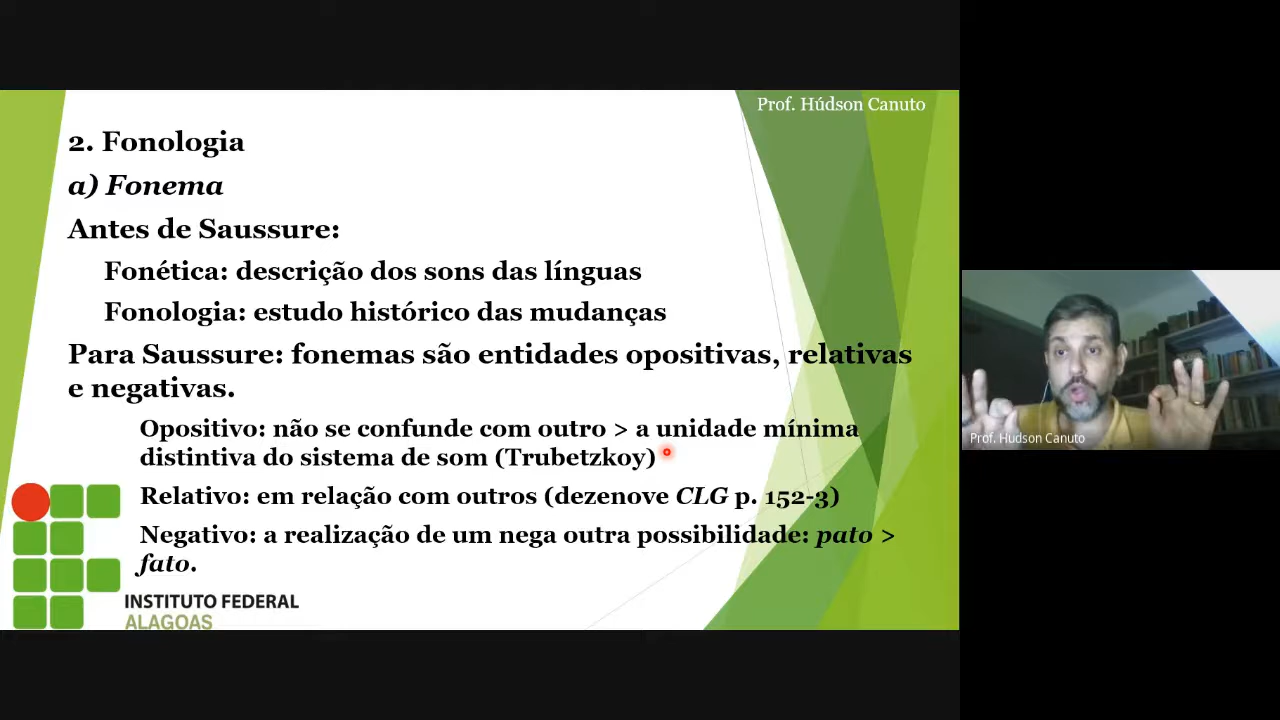 Prof. Húdson Canuto
2. Fonologia
a) Fonema
Antes de Saussure:
Fonética: descrição dos sons das línguas
Fonologia: estudo histórico das mudanças
Para Saussure: fonemas são entidades opositivas, relativas
e negativas.
Opositivo: não se confunde com outro > a unidade mínima
distintiva do sistema de som (Trubetzkoy)
Relativo: em relação com outros (dezenove CLG p. 152-3)
Negativo: a realização de um nega outra possibilidade: pato >
fato.
INSTITUTO FEDERAL
ALAGOAS
Prof. Hudson Canuto